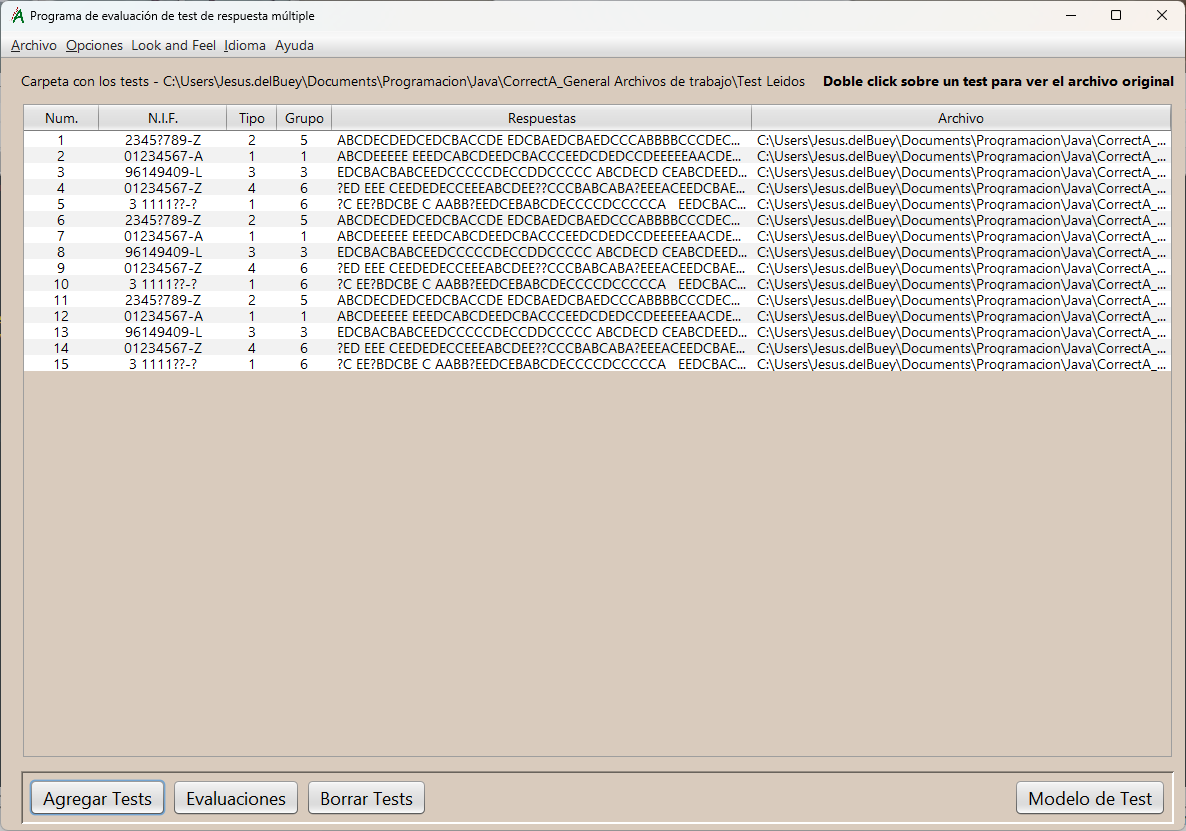 Programa de evaluación de test de respuesta múltiple
Archivo Opciones Look and Feel Idioma Ayuda
Carpeta con los tests - C:\Users\Jesus.delBuey\Documents\Programacion\Java\CorrectA_General Archivos de trabajo\Test Leidos Doble click sobre un test para ver el archivo original
Num. N.I.F. Tipo Grupo Respuestas Archivo
1 2345?789-Z 2 5 ABCDECDEDCEDCBACCDE EDCBAEDCBAEDCCCABBBBCCCDEC... C:\Users\Jesus.delBuey\Documents\Programacion\Java\CorrectA_...
2 01234567-A 1 1 ABCDEEEEE EEEDCABCDEEDCBACCCEEDCDEDCCDEEEEEAACDE... C:\Users\Jesus.delBuey\Documents\Programacion\Java\CorrectA_...
3 96149409-L 3 3 EDCBACBABCEEDCCCCCDECCDDCCCCC ABCDECD CEABCDEED... C:\Users\Jesus.delBuey\Documents\Programacion\Java\CorrectA_...
4 01234567-Z 4 6 ?ED EEE CEEDEDECCEEEABCDEE??CCCBABCABA?EEEACEEDCBAE... C:\Users\Jesus.delBuey\Documents\Programacion\Java\CorrectA_...
5 3 1111??-? 1 6 ?C EE?BDCBE C AABB?EEDCEBABCDECCCCDCCCCCA   EEDCBAC... C:\Users\Jesus.delBuey\Documents\Programacion\Java\CorrectA_...
6 2345?789-Z 2 5 ABCDECDEDCEDCBACCDE EDCBAEDCBAEDCCCABBBBCCCDEC... C:\Users\Jesus.delBuey\Documents\Programacion\Java\CorrectA_...
7 01234567-A 1 1 ABCDEEEEE EEEDCABCDEEDCBACCCEEDCDEDCCDEEEEEAACDE... C:\Users\Jesus.delBuey\Documents\Programacion\Java\CorrectA_...
8 96149409-L 3 3 EDCBACBABCEEDCCCCCDECCDDCCCCC ABCDECD CEABCDEED... C:\Users\Jesus.delBuey\Documents\Programacion\Java\CorrectA_...
9 01234567-Z 4 6 ?ED EEE CEEDEDECCEEEABCDEE??CCCBABCABA?EEEACEEDCBAE... C:\Users\Jesus.delBuey\Documents\Programacion\Java\CorrectA_...
10 3 1111??-? 1 6 ?C EE?BDCBE C AABB?EEDCEBABCDECCCCDCCCCCA   EEDCBAC... C:\Users\Jesus.delBuey\Documents\Programacion\Java\CorrectA_...
11 2345?789-Z 2 5 ABCDECDEDCEDCBACCDE EDCBAEDCBAEDCCCABBBBCCCDEC... C:\Users\Jesus.delBuey\Documents\Programacion\Java\CorrectA_...
12 01234567-A 1 1 ABCDEEEEE EEEDCABCDEEDCBACCCEEDCDEDCCDEEEEEAACDE... C:\Users\Jesus.delBuey\Documents\Programacion\Java\CorrectA_...
13 96149409-L 3 3 EDCBACBABCEEDCCCCCDECCDDCCCCC ABCDECD CEABCDEED... C:\Users\Jesus.delBuey\Documents\Programacion\Java\CorrectA_...
14 01234567-Z 4 6 ?ED EEE CEEDEDECCEEEABCDEE??CCCBABCABA?EEEACEEDCBAE... C:\Users\Jesus.delBuey\Documents\Programacion\Java\CorrectA_...
15 3 1111??-? 1 6 ?C EE?BDCBE C AABB?EEDCEBABCDECCCCDCCCCCA   EEDCBAC... C:\Users\Jesus.delBuey\Documents\Programacion\Java\CorrectA_...
Agregar Tests Evaluaciones Borrar Tests Modelo de Test